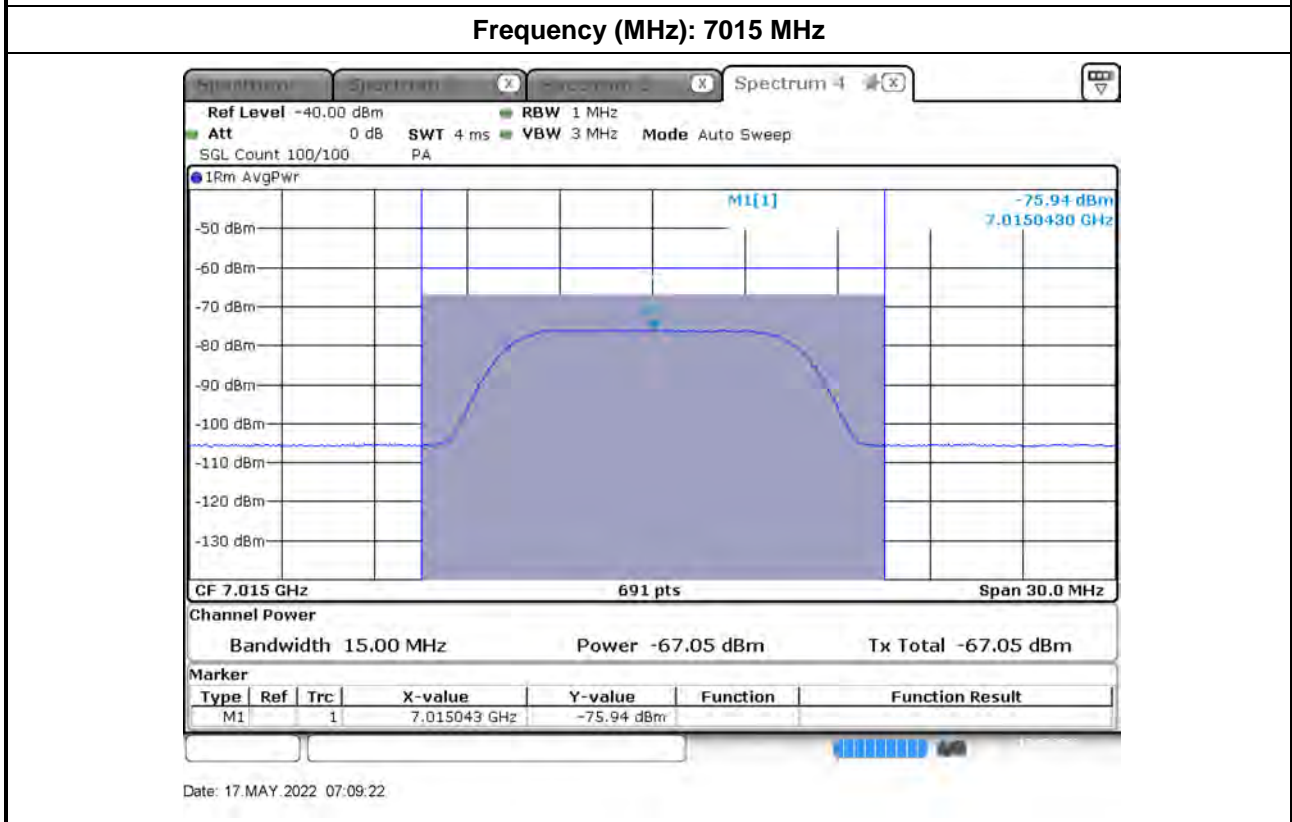 Frequency (MHz): 7015 MHz
Spectrum 4
Ref Level -40.00 dBm RBW 1 MHz
Att 0 dB SWT 4 ms VBW 3 MHz Mode Auto Sweep
SGL Count 100/100 PA
1Rm AvgPwr
M1[1] -75.94 dBm
7.0150430 GHz
-50 dBm
-60 dBm
-70 dBm
-80 dBm
-90 dBm
-100 dBm
-110 dBm
-120 dBm
-130 dBm
CF 7.015 GHz 691 pts Span 30.0 MHz
Channel Power
Bandwidth 15.00 MHz Power -67.05 dBm Tx Total -67.05 dBm
Marker
Type Ref Trc X-value Y-value Function Function Result
M1 1 7.015043 GHz -75.94 dBm
Date: 17.MAY.2022 07:09:22